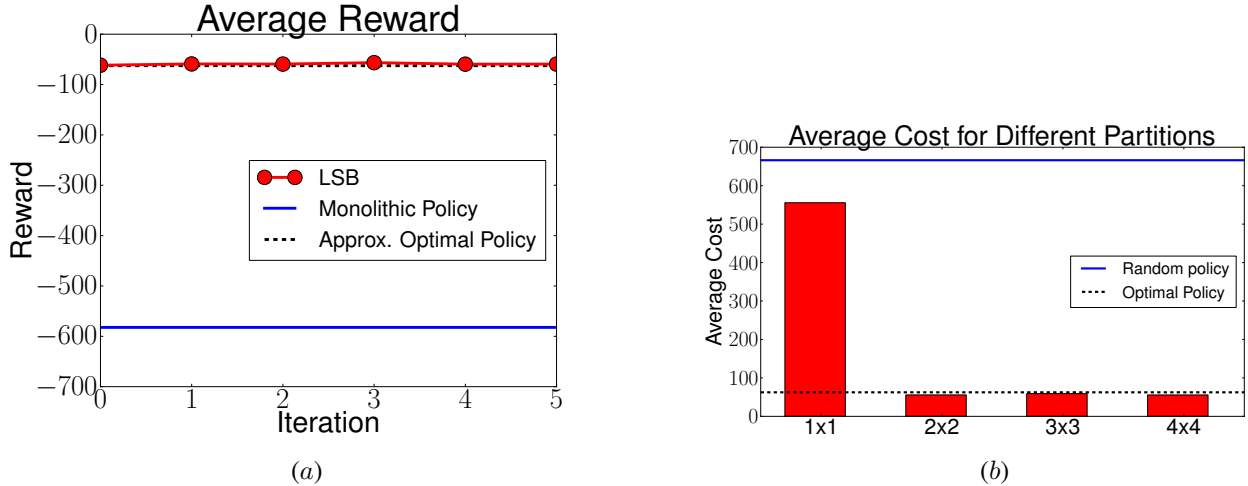 Average Reward
0
−100
−200
−300
−400
−500
−600
−700
Reward
LSB
Monolithic Policy
Approx. Optimal Policy
0 1 2 3 4 5
Iteration
(a)
Average Cost for Different Partitions
700
600
500
400
300
200
100
0
Average Cost
Random policy
Optimal Policy
1x1 2x2 3x3 4x4
(b)